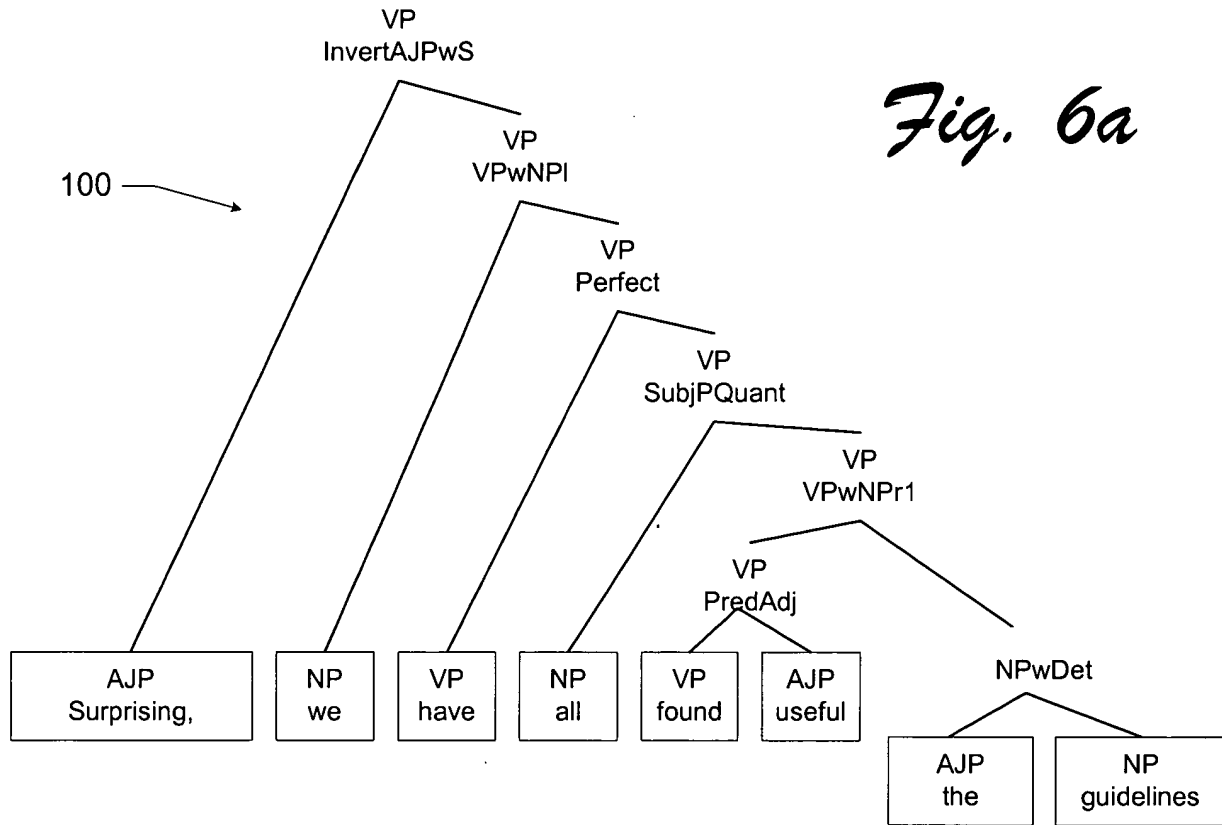 VP
InvertAJPwS
Fig. 6a
VP
VPwNPl
100
VP
Perfect
VP
SubjPQuant
VP
VPwNPr1
VP
PredAdj
AJP
Surprising,
NP
we
VP
have
NP
all
VP
found
AJP
useful
NPwDet
AJP
the
NP
guidelines